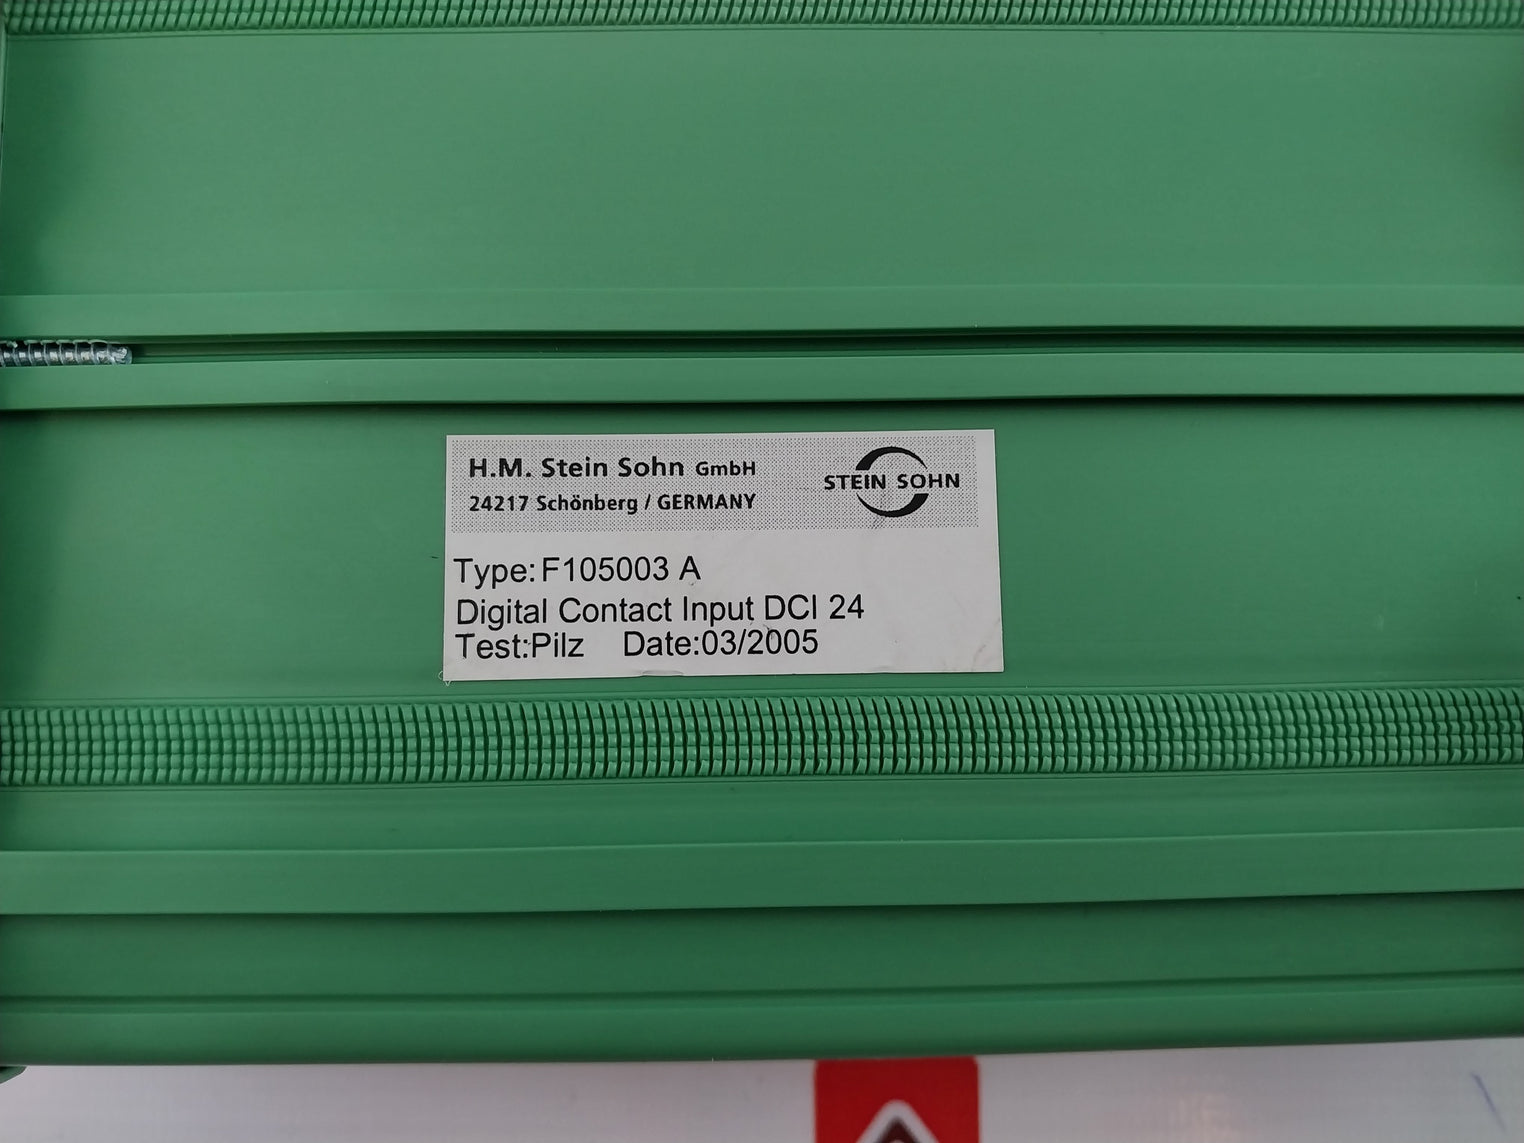 H.M. Stein Sohn GmbH
24217 Schönberg / GERMANY
STEIN SOHN
Type: F105003 A
Digital Contact Input DCI 24
Test:Pilz Date:03/2005